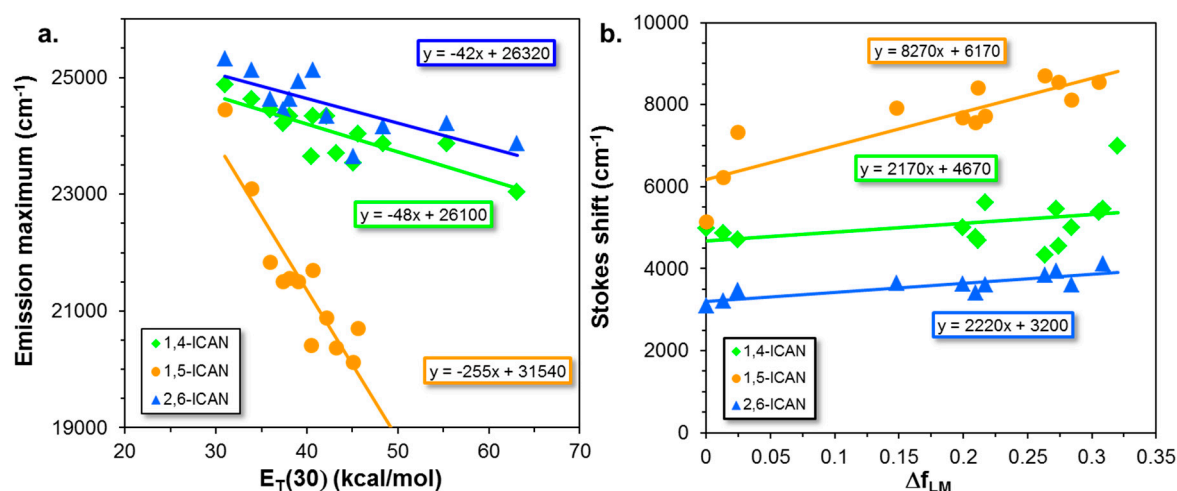 a.
Emission maximum (cm-1)
25000
23000
21000
19000
y = -42x + 26320
y = -48x + 26100
y = -255x + 31540
1,4-ICAN
1,5-ICAN
2,6-ICAN
20
30
40
50
60
70
ET(30) (kcal/mol)
b.
Stokes shift (cm-1)
10000
8000
6000
4000
2000
0
y = 8270x + 6170
y = 2170x + 4670
y = 2220x + 3200
1,4-ICAN
1,5-ICAN
2,6-ICAN
0
0.05
0.1
0.15
0.2
0.25
0.3
0.35
ΔfLM